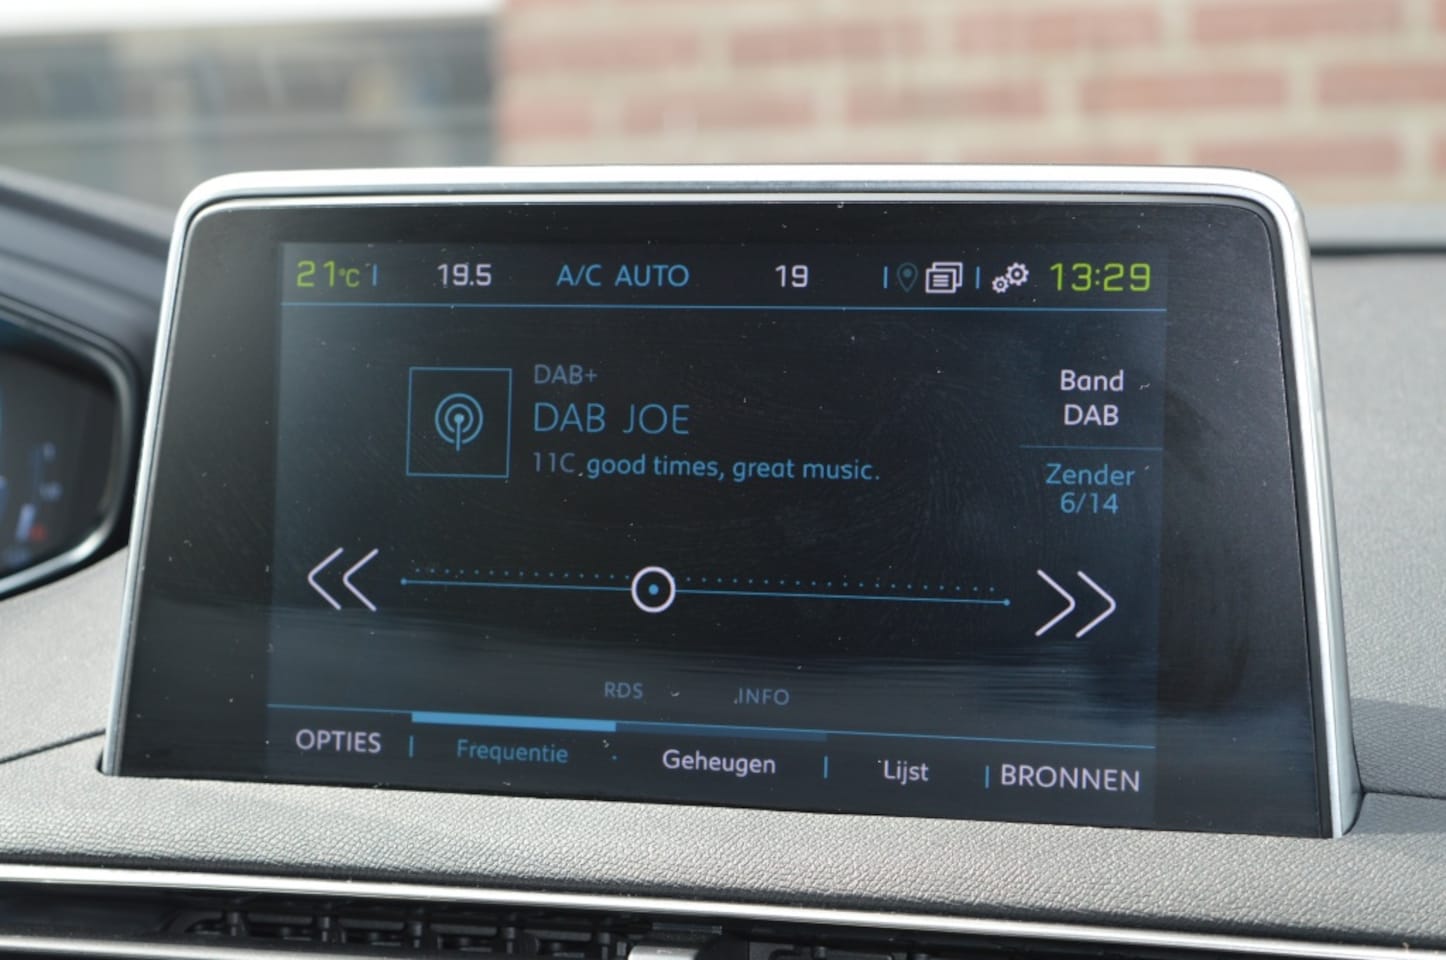 21°C 19.5 A/C AUTO 19 13:29
DAB+
DAB JOE
11C good times, great music.
Band
DAB
Zender
6/14
RDS INFO
OPTIES Frequentie Geheugen Lijst BRONNEN